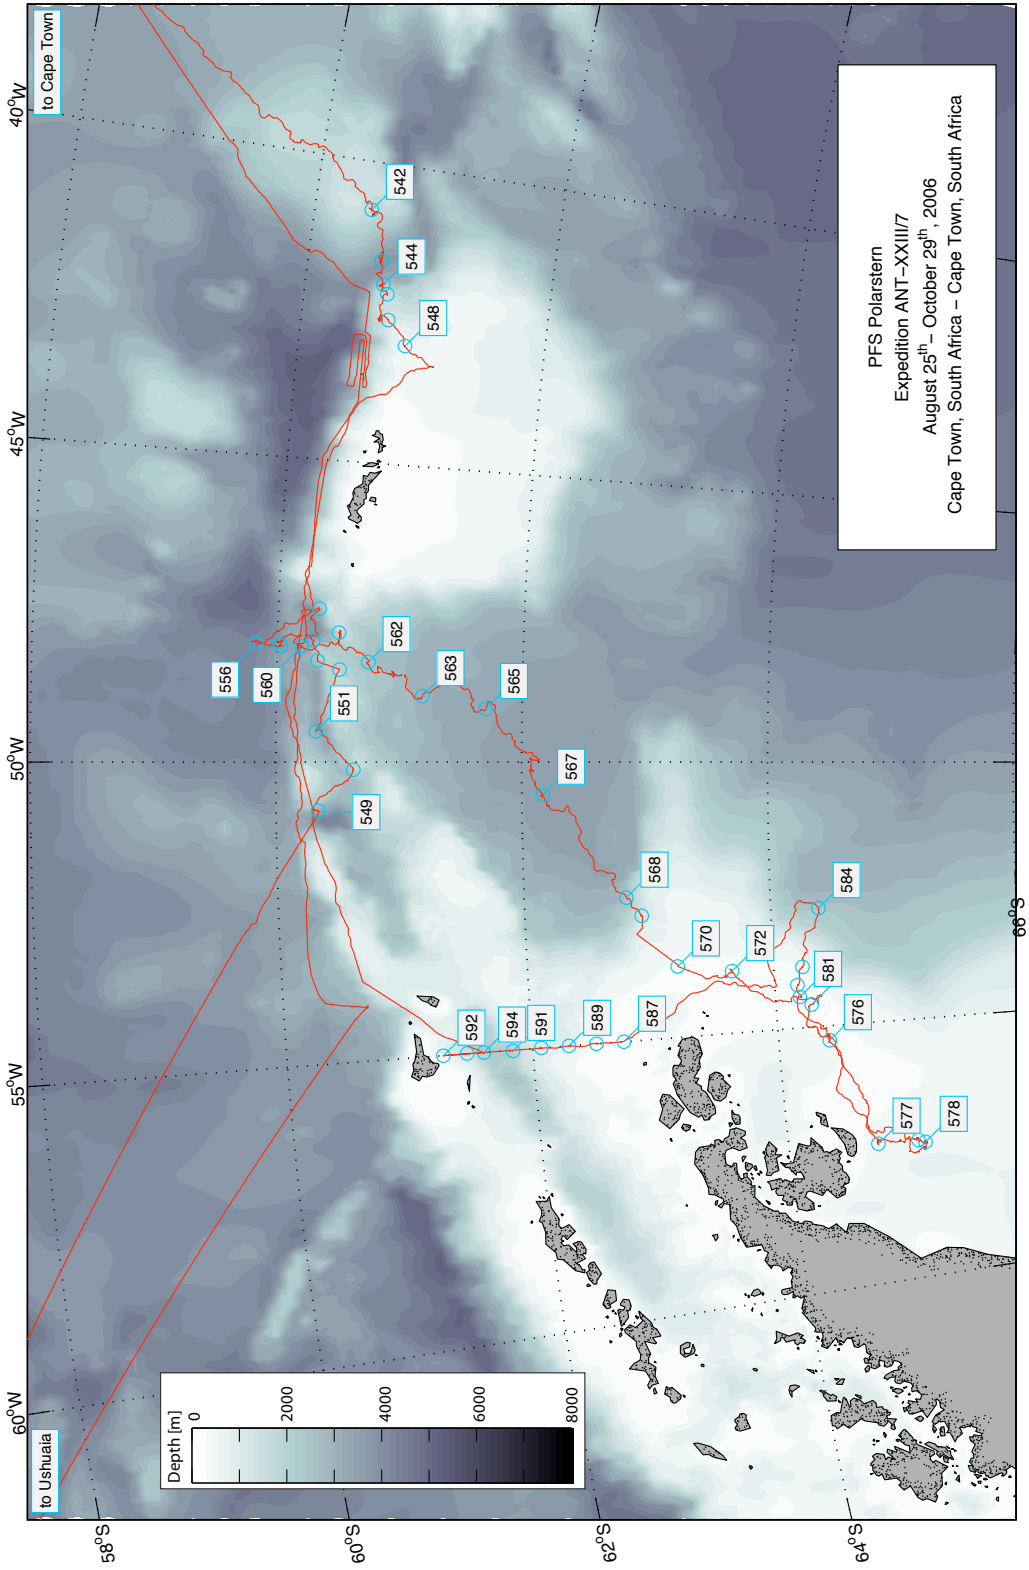 to Ushuaia
to Cape Town
60°W
55°W
50°W
45°W
40°W
58°S
60°S
62°S
64°S
66°S
Depth [m]
0
2000
4000
6000
8000
PFS Polarstern
Expedition ANT−XXIII/7
August 25th − October 29th, 2006
Cape Town, South Africa − Cape Town, South Africa
542
544
548
549
551
556
560
562
563
565
567
568
570
572
576
577
578
581
584
587
589
591
594
592